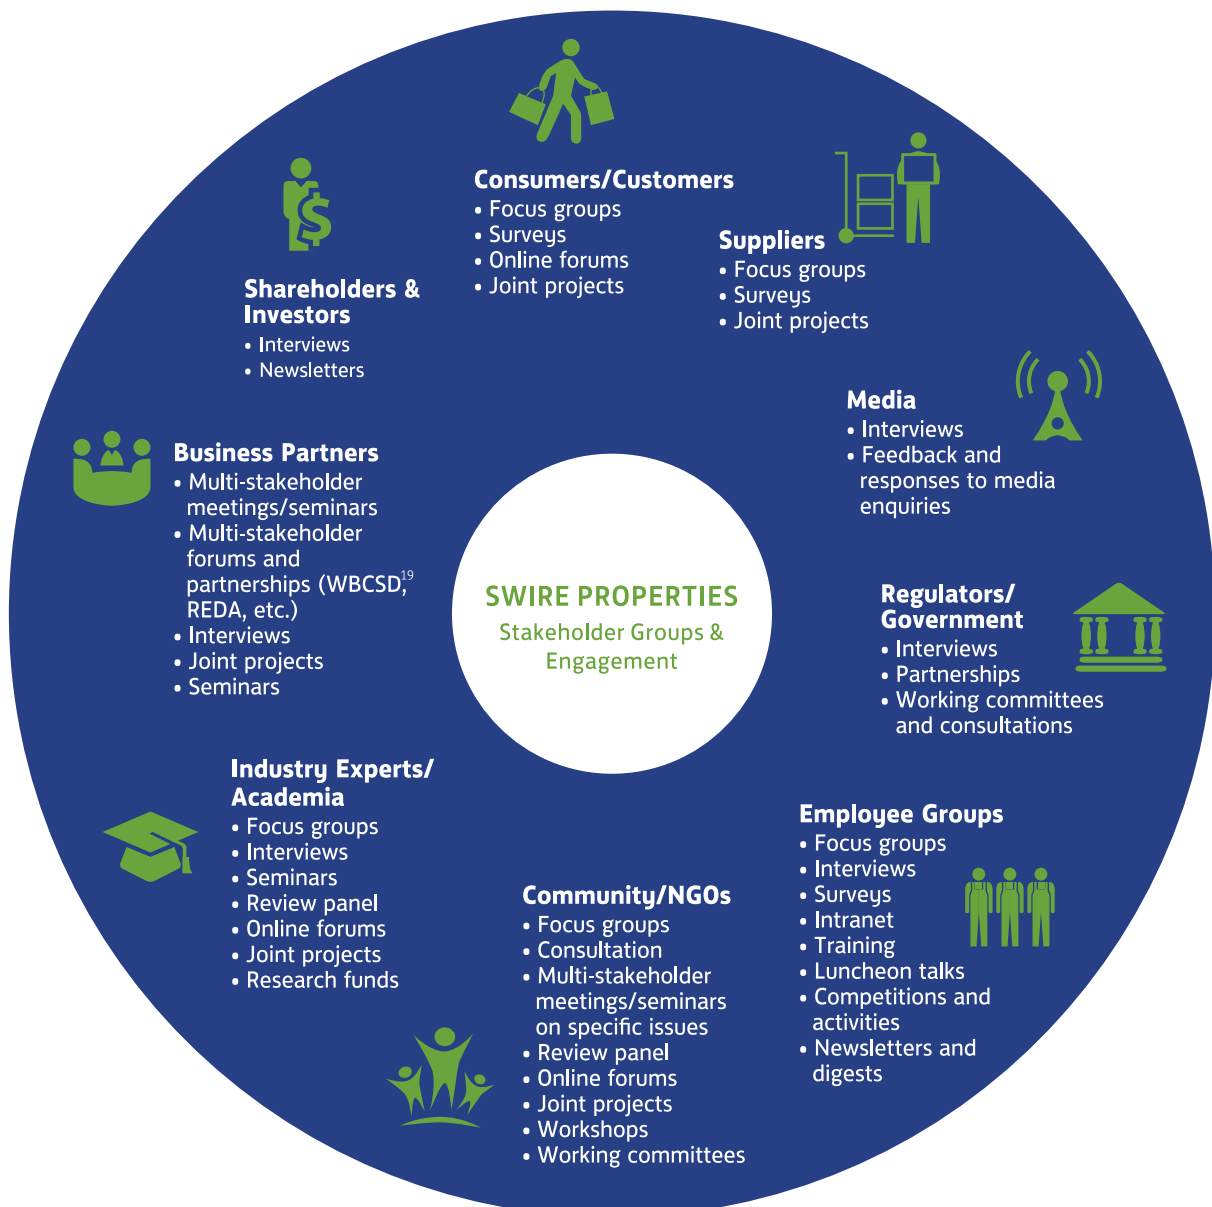 Consumers/Customers
• Focus groups
• Surveys
• Online forums
• Joint projects
Suppliers
• Focus groups
• Surveys
• Joint projects
Media
• Interviews
• Feedback and
responses to media
enquiries
Regulators/
Government
• Interviews
• Partnerships
• Working committees
and consultations
Employee Groups
• Focus groups
• Interviews
• Surveys
• Intranet
• Training
• Luncheon talks
• Competitions and
activities
• Newsletters and
digests
Community/NGOs
• Focus groups
• Consultation
• Multi-stakeholder
meetings/seminars
on specific issues
• Review panel
• Online forums
• Joint projects
• Workshops
• Working committees
Industry Experts/
Academia
• Focus groups
• Interviews
• Seminars
• Review panel
• Online forums
• Joint projects
• Research funds
Business Partners
• Multi-stakeholder
meetings/seminars
• Multi-stakeholder
forums and
partnerships (WBCSD,19
REDA, etc.)
• Interviews
• Joint projects
• Seminars
Shareholders &
Investors
• Interviews
• Newsletters
SWIRE PROPERTIES
Stakeholder Groups &
Engagement